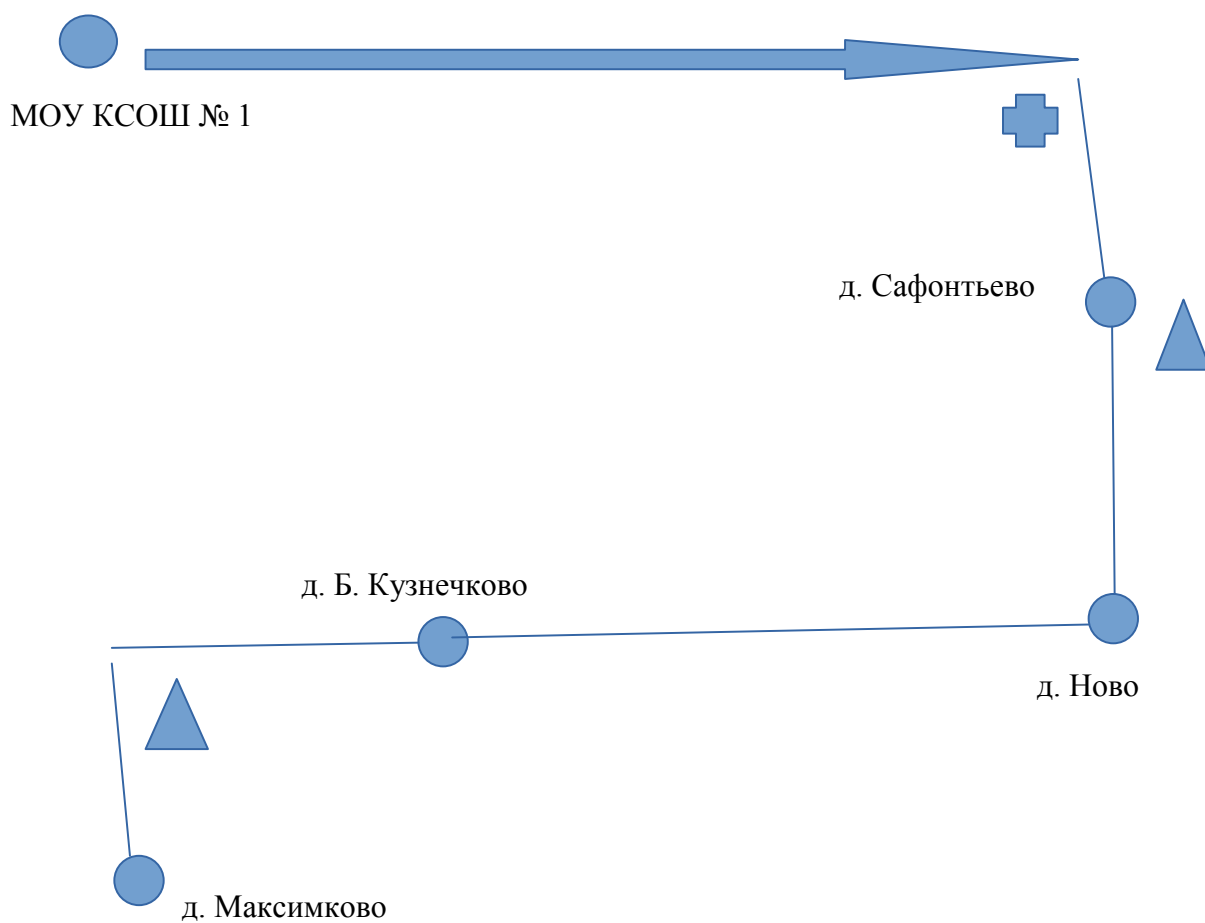 МОУ КСОШ № 1
д. Сафонтьево
д. Б. Кузнечково
д. Ново
д. Максимково